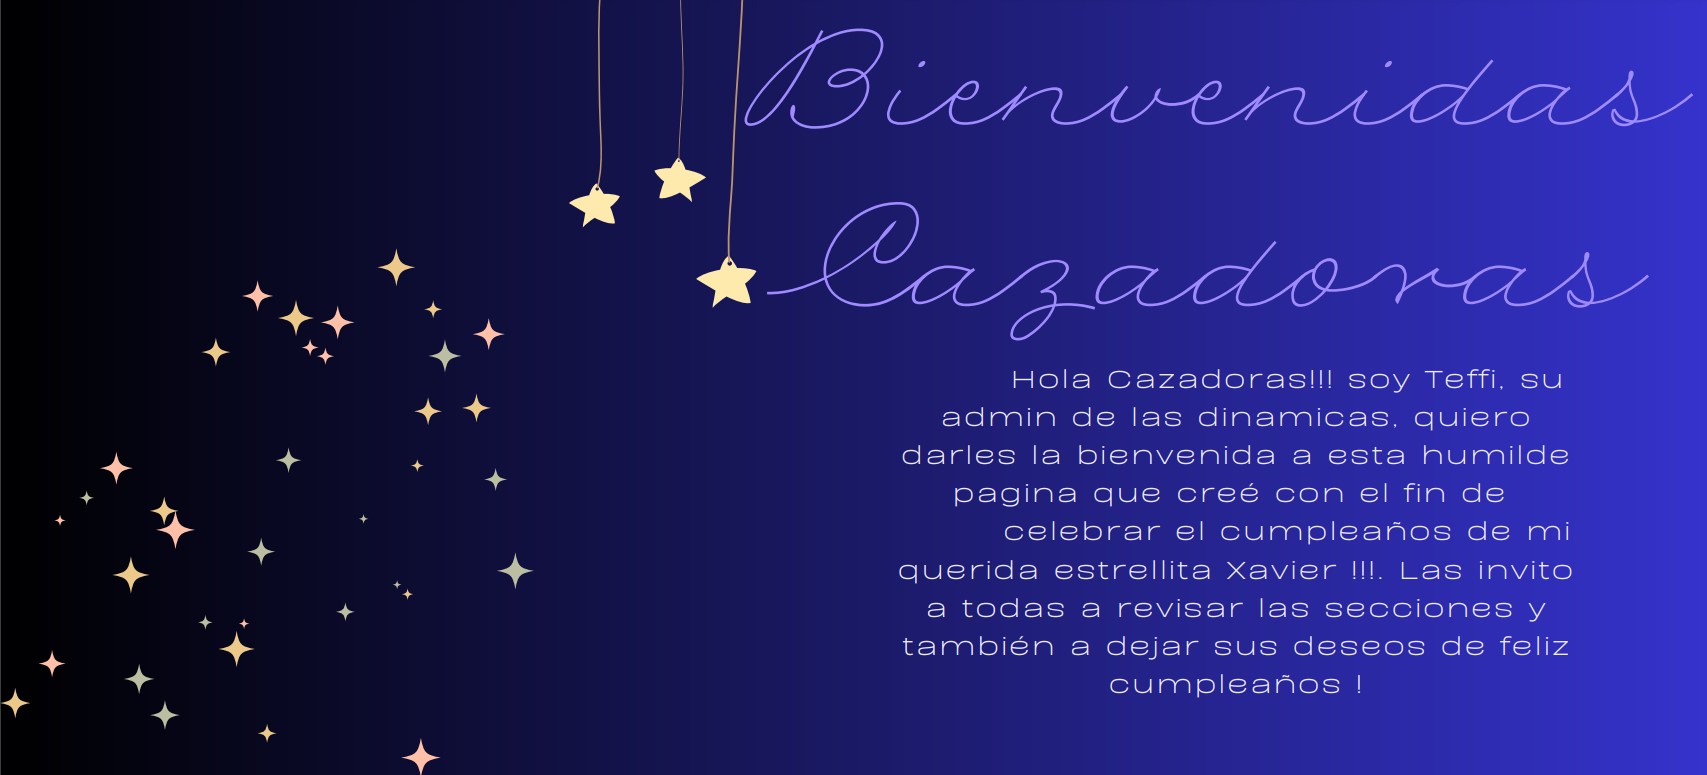 Bienvenidas
Cazadoras
Hola Cazadoras!!! soy Teffi, su
admin de las dinamicas, quiero
darles la bienvenida a esta humilde
pagina que creé con el fin de
celebrar el cumpleaños de mi
querida estrellita Xavier !!!. Las invito
a todas a revisar las secciones y
también a dejar sus deseos de feliz
cumpleaños !